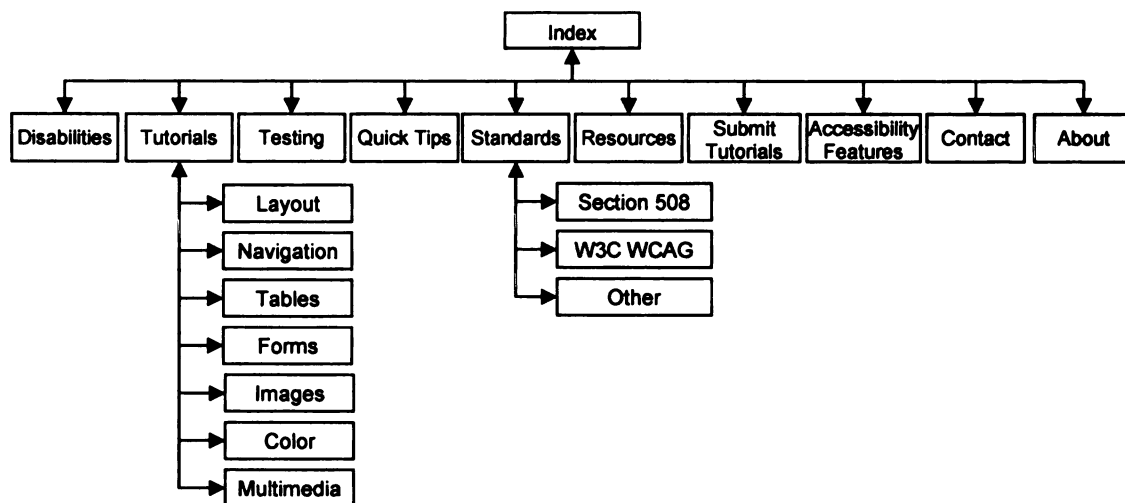 Index
Disabilities
Tutorials
Testing
Quick Tips
Standards
Resources
Submit
Tutorials
Accessibility
Features
Contact
About
Layout
Navigation
Tables
Forms
Images
Color
Multimedia
Section 508
W3C WCAG
Other